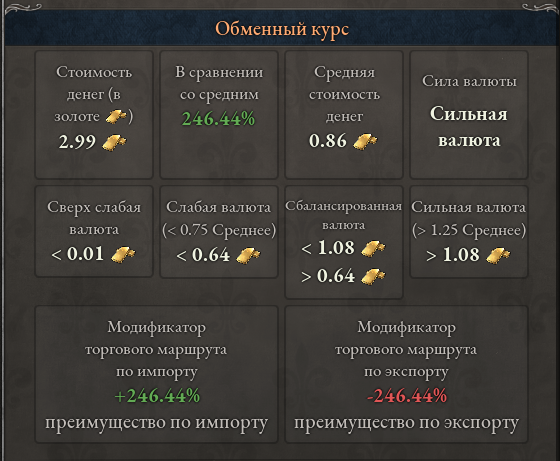 Обменный курс
Стоимость
денег (в
золоте )
2.99
В сравнении
со средним
246.44%
Средняя
стоимость
денег
0.86
Сила валюты
Сильная
валюта
Сверх слабая
валюта
< 0.01
Слабая валюта
(< 0.75 Среднее)
< 0.64
Сбалансированная
валюта
< 1.08
> 0.64
Сильная валюта
(> 1.25 Среднее)
> 1.08
Модификатор
торгового маршрута
по импорту
+246.44%
преимущество по импорту
Модификатор
торгового маршрута
по экспорту
-246.44%
преимущество по экспорту